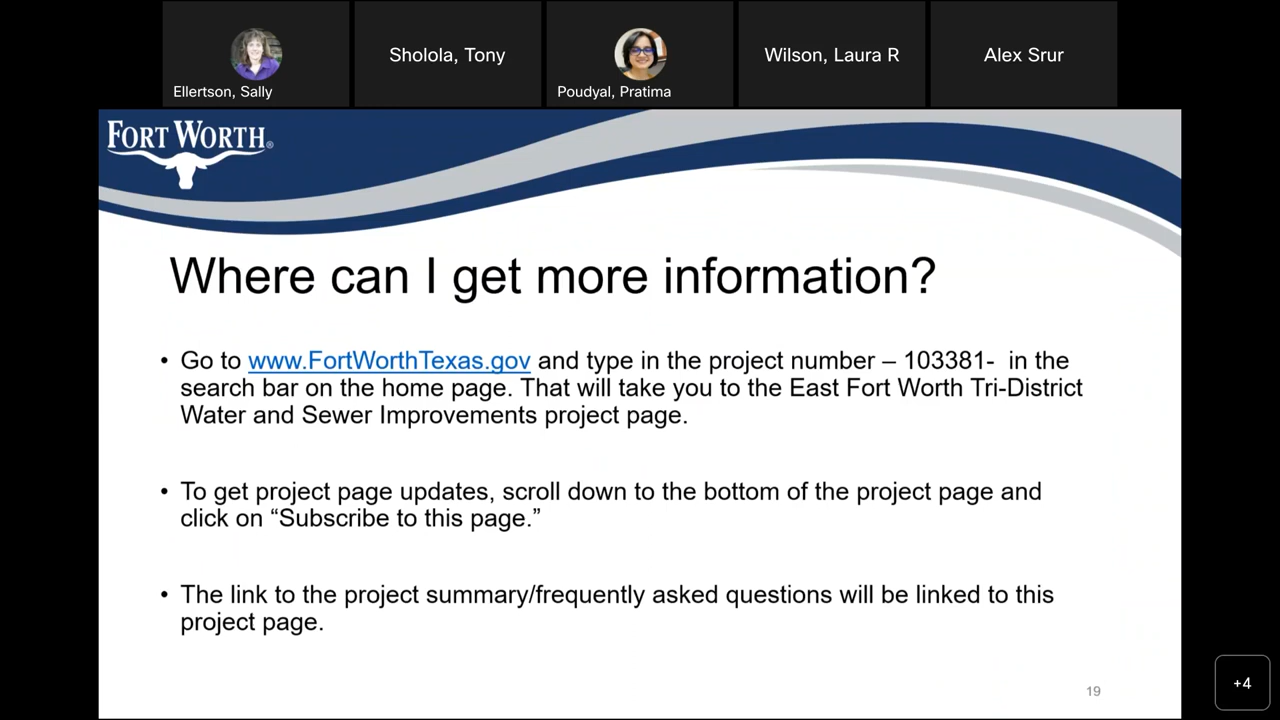 Ellertson, Sally
Sholola, Tony
Poudyal, Pratima
Wilson, Laura R
Alex Srur
FORT WORTH®
Where can I get more information?
• Go to www.FortWorthTexas.gov and type in the project number – 103381- in the
search bar on the home page. That will take you to the East Fort Worth Tri-District
Water and Sewer Improvements project page.
• To get project page updates, scroll down to the bottom of the project page and
click on “Subscribe to this page.”
• The link to the project summary/frequently asked questions will be linked to this
project page.
19
+4